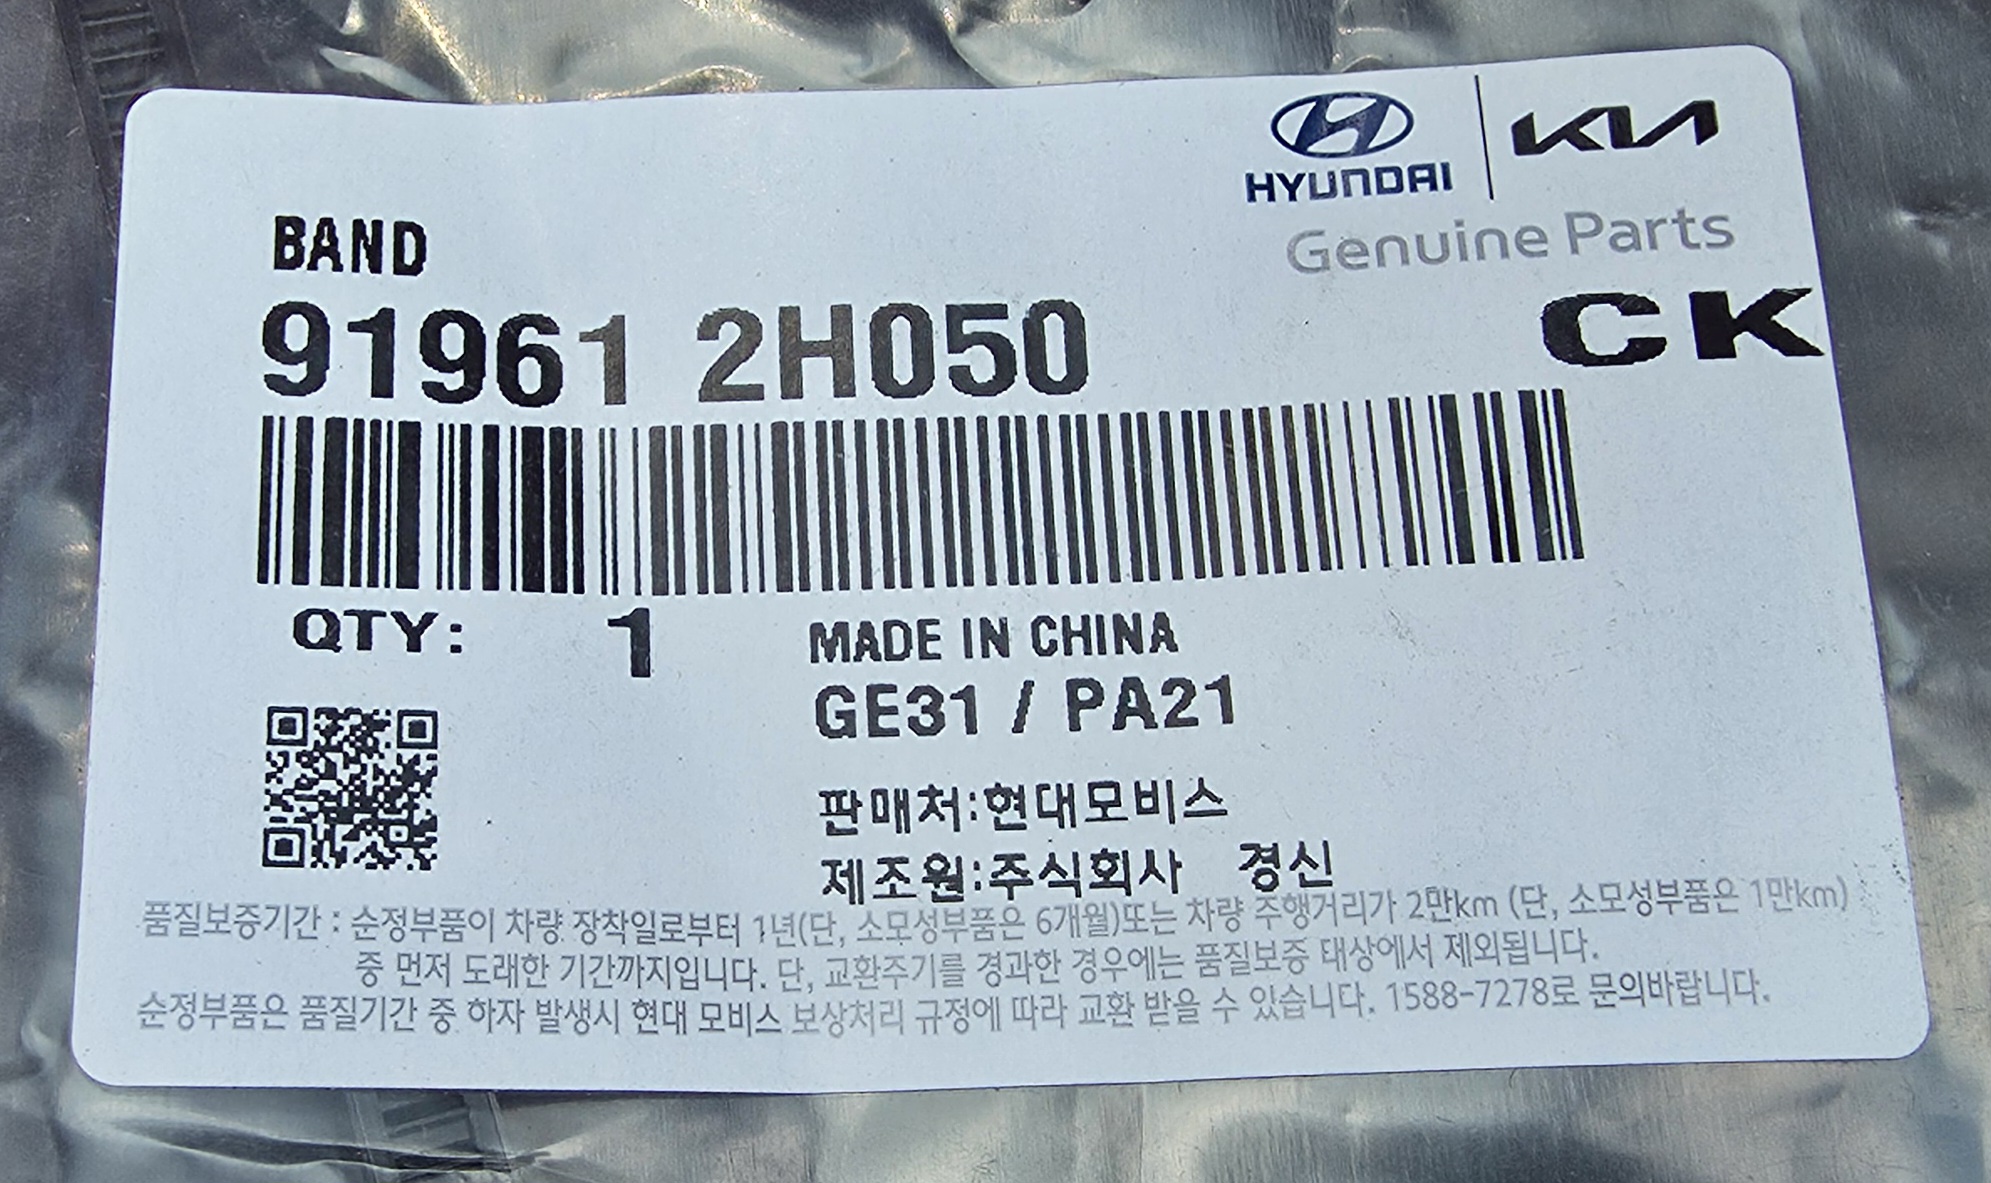 HYUNDAI KIA
Genuine Parts
BAND
91961 2H050
CK
QTY: 1
MADE IN CHINA
GE31 / PA21
판매처:현대모비스
제조원:주식회사 경신
품질보증기간 : 순정부품이 차량 장착일로부터 1년(단, 소모성부품은 6개월)또는 차량 주행거리가 2만km (단, 소모성부품은 1만km)
중 먼저 도래한 기간까지입니다. 단, 교환주기를 경과한 경우에는 품질보증 대상에서 제외됩니다.
순정부품은 품질기간 중 하자 발생시 현대 모비스 보상처리 규정에 따라 교환 받을 수 있습니다. 1588-7278로 문의바랍니다.